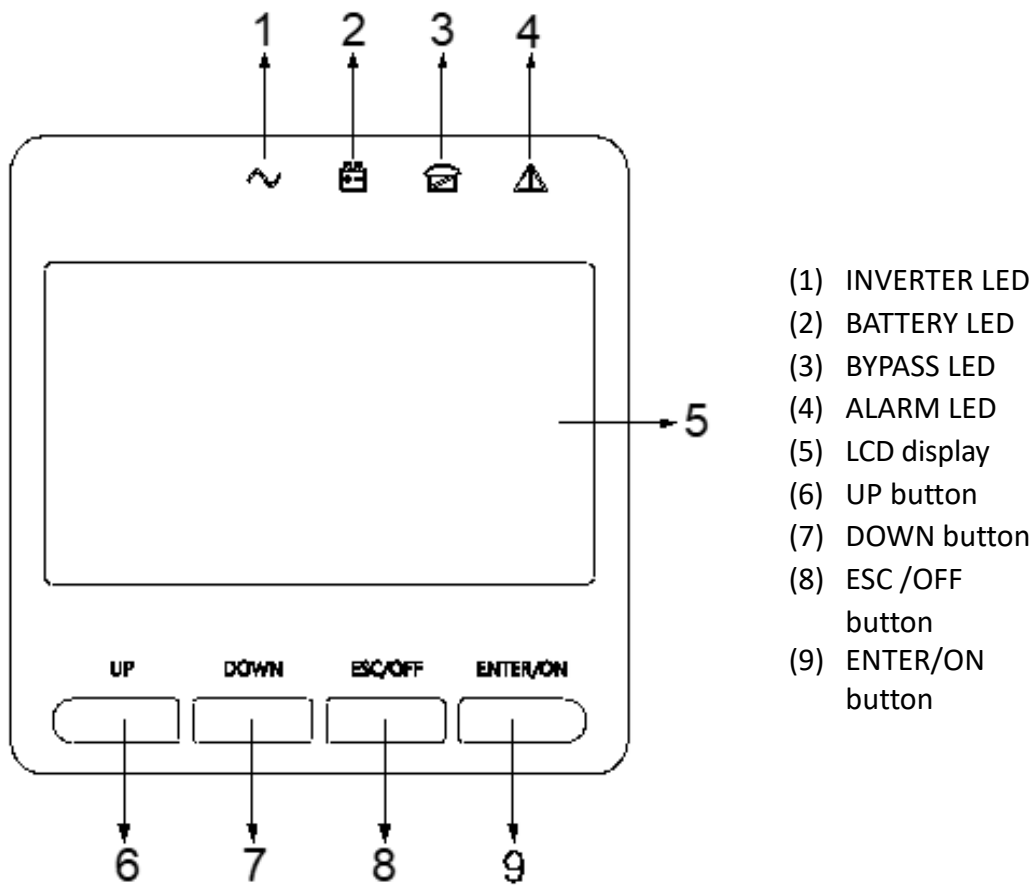 1 2 3 4
5
UP DOWN ESC/OFF ENTER/ON
6 7 8 9
(1) INVERTER LED
(2) BATTERY LED
(3) BYPASS LED
(4) ALARM LED
(5) LCD display
(6) UP button
(7) DOWN button
(8) ESC /OFF
button
(9) ENTER/ON
button